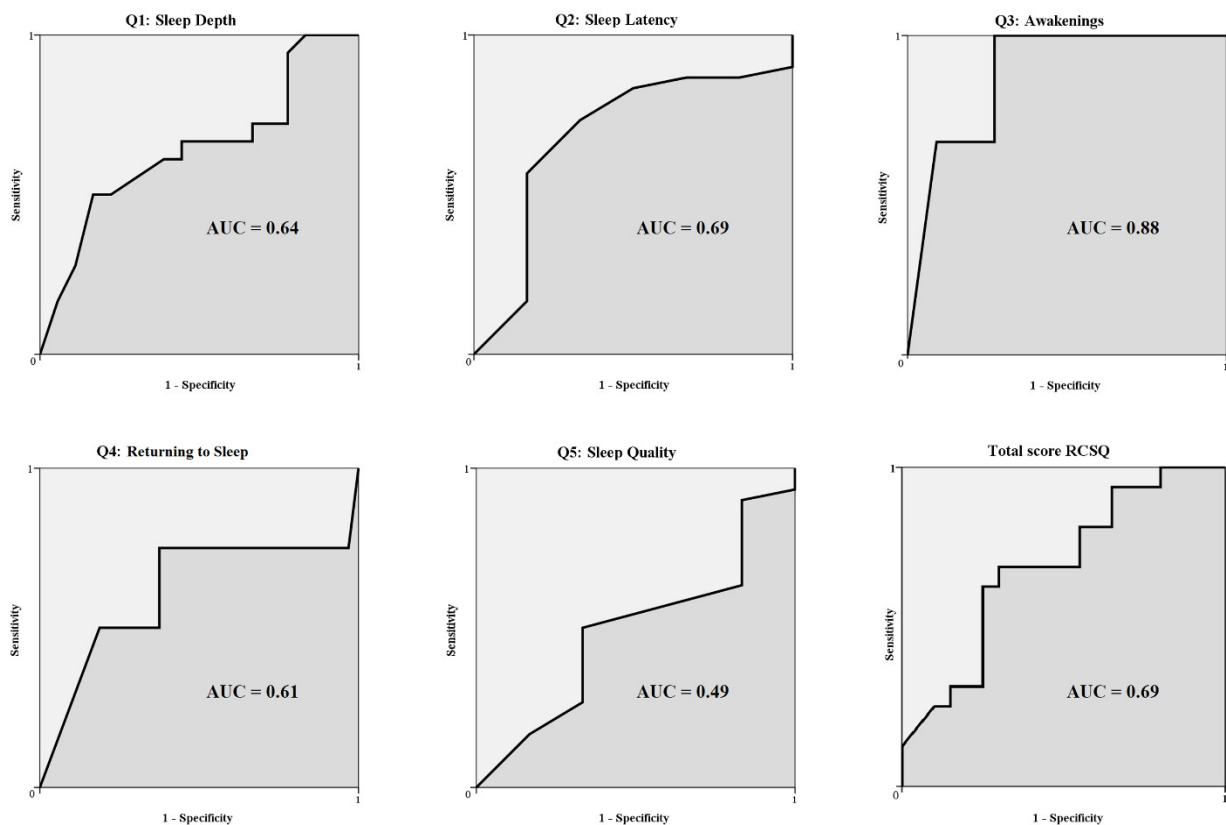 Q1: Sleep Depth
1
Sensitivity
AUC = 0.64
0
1
1 - Specificity
Q2: Sleep Latency
1
Sensitivity
AUC = 0.69
0
1
1 - Specificity
Q3: Awakenings
1
Sensitivity
AUC = 0.88
0
1
1 - Specificity
Q4: Returning to Sleep
1
Sensitivity
AUC = 0.61
0
1
1 - Specificity
Q5: Sleep Quality
1
Sensitivity
AUC = 0.49
0
1
1 - Specificity
Total score RCSQ
1
Sensitivity
AUC = 0.69
0
1
1 - Specificity